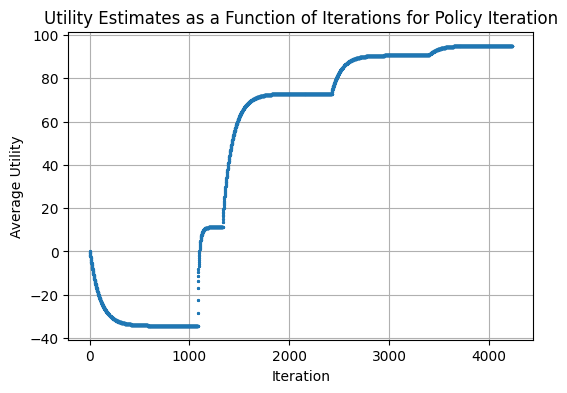 Utility Estimates as a Function of Iterations for Policy Iteration
100
80
60
40
20
0
−20
−40
Average Utility
0 1000 2000 3000 4000
Iteration